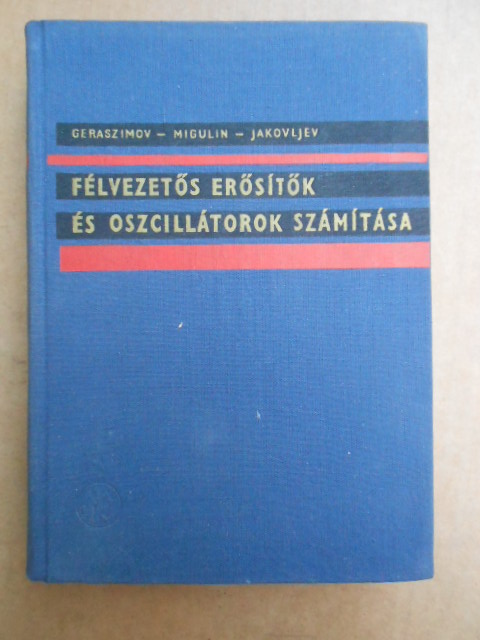 GERASZIMOV – MIGULIN – JAKOVLJEV
FÉLVEZETŐS ERŐSÍTŐK
ÉS OSZCILLÁTOROK SZÁMÍTÁSA